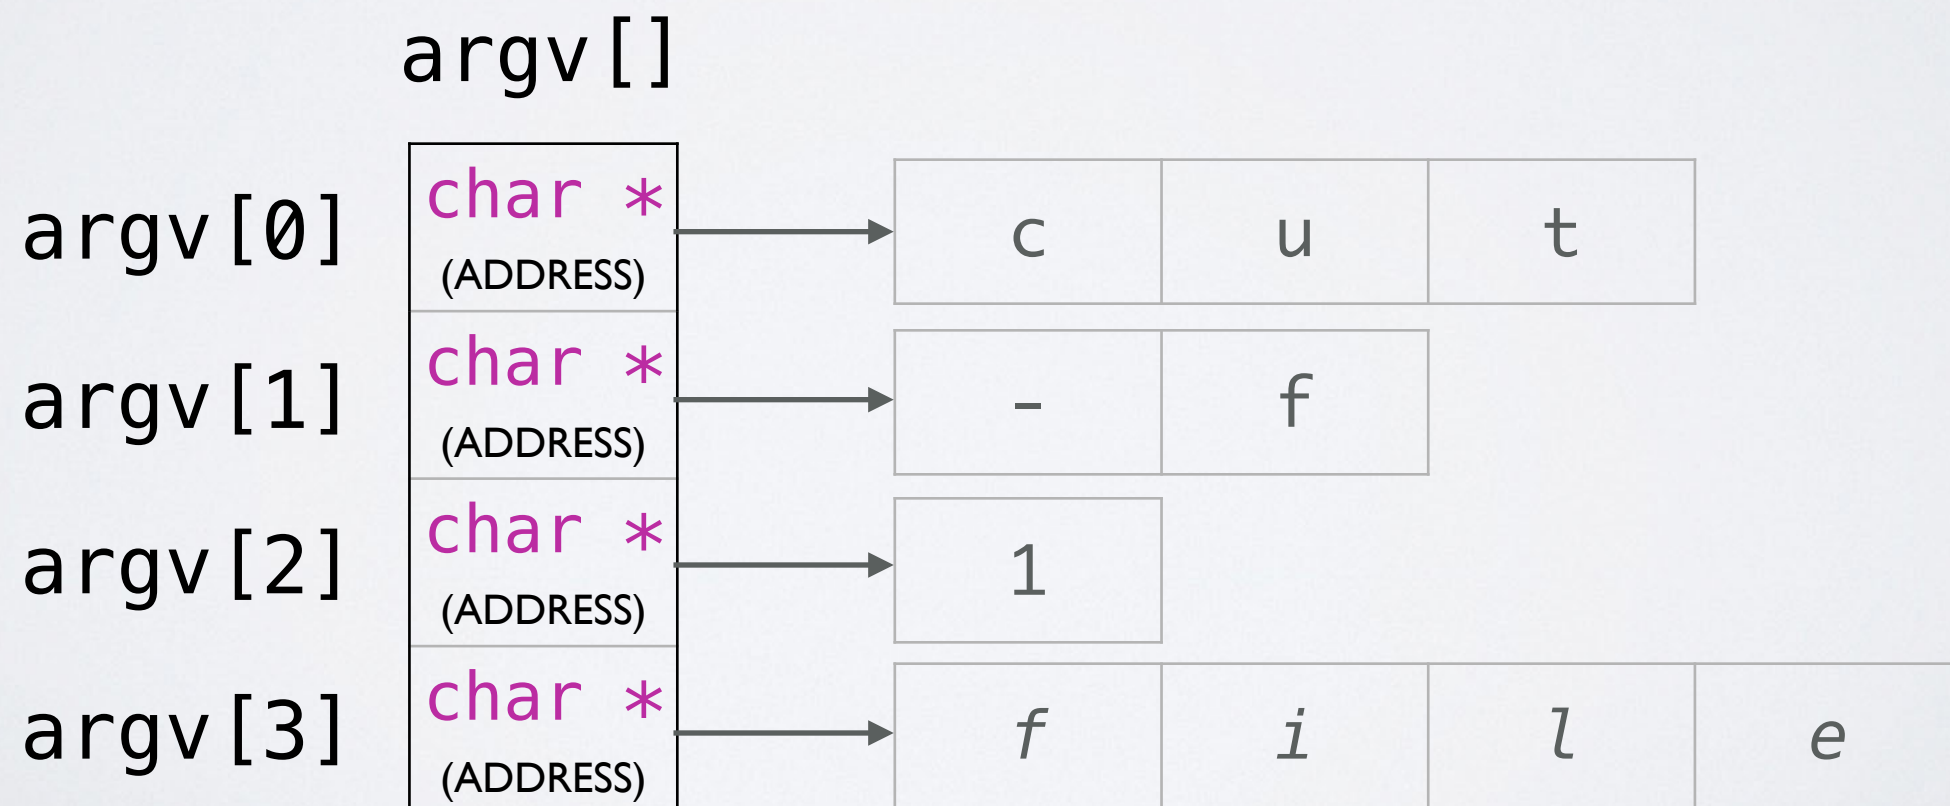 argv[]
argv[0] char * (ADDRESS) c u t
argv[1] char * (ADDRESS) - f
argv[2] char * (ADDRESS) 1
argv[3] char * (ADDRESS) f i l e